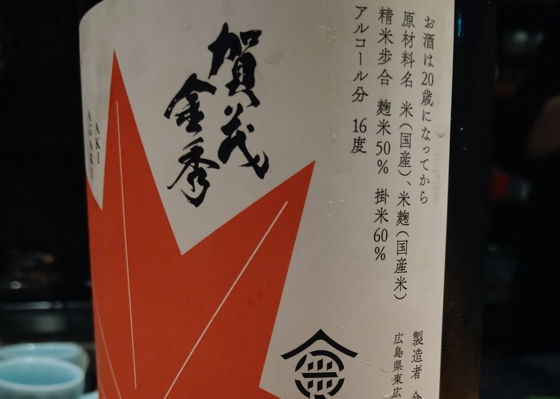 お酒は20歳になってから
原材料名 米(国産)、米麹(国産米)
精米歩合 麹米50% 掛米60%
アルコール分 16度
賀茂
金秀
AKI
AGARI
製造者 金
広島県東広